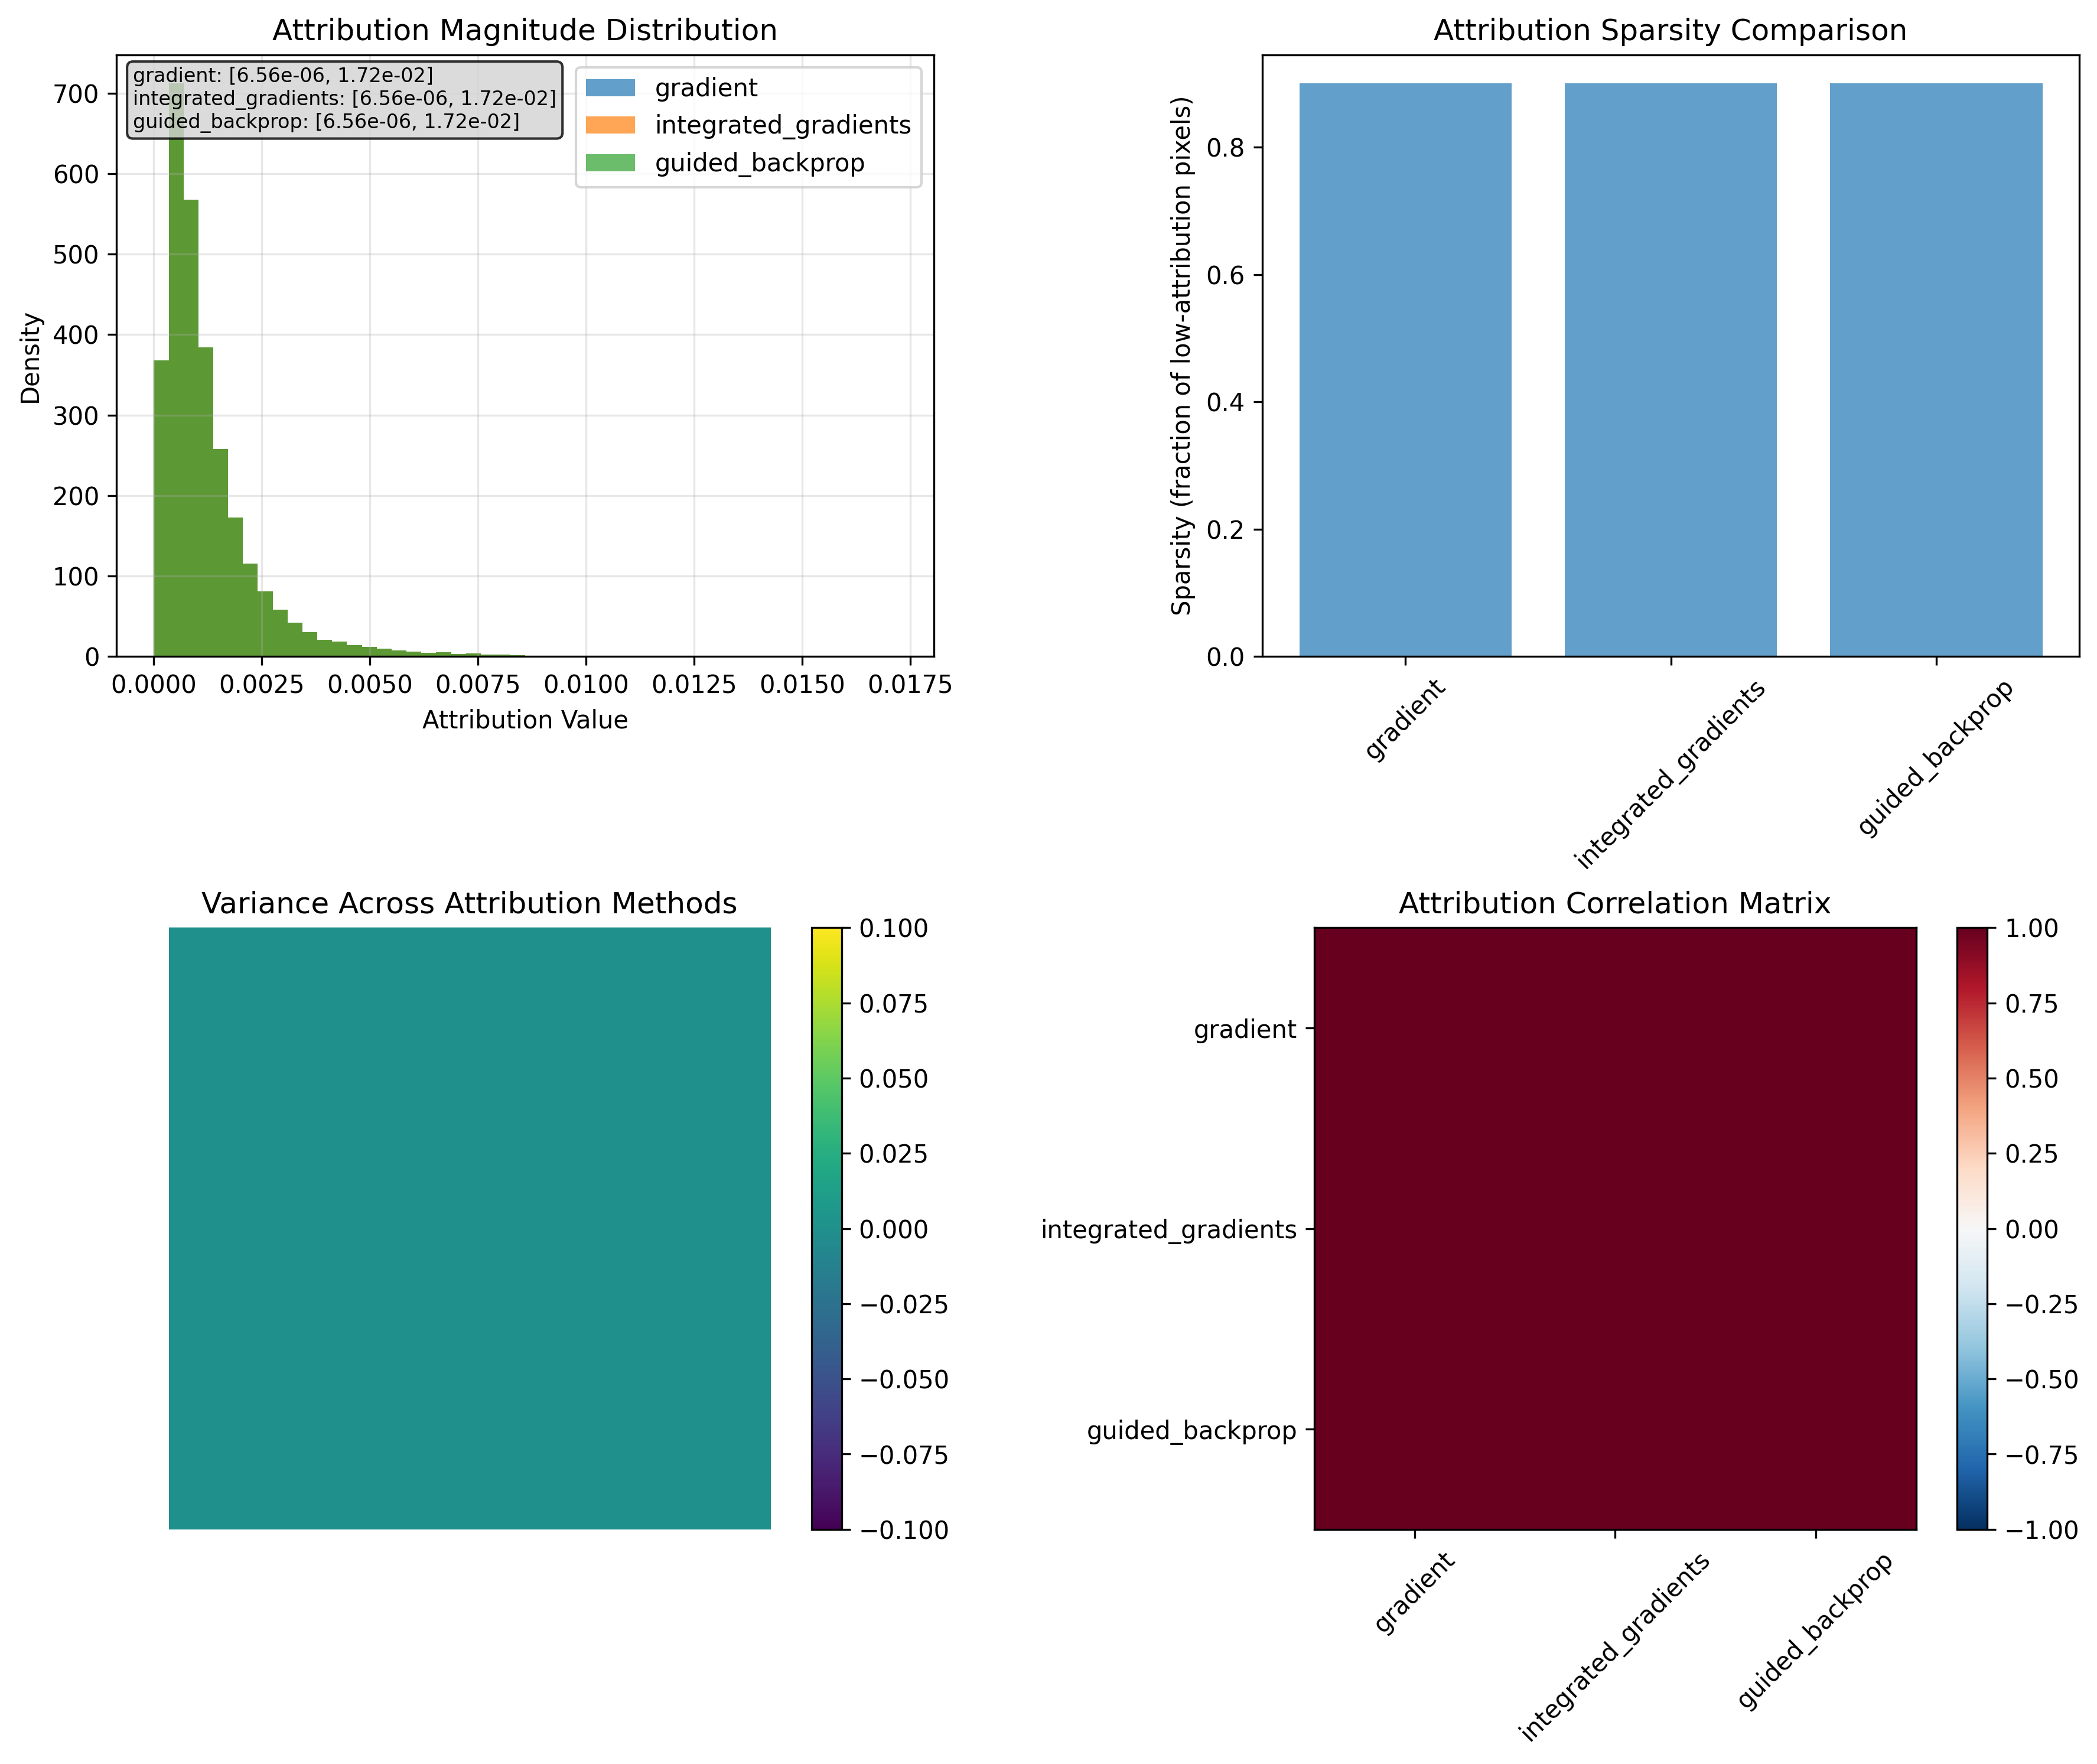 Attribution Magnitude Distribution
gradient: [6.56e-06, 1.72e-02]
integrated_gradients: [6.56e-06, 1.72e-02]
guided_backprop: [6.56e-06, 1.72e-02]
gradient
integrated_gradients
guided_backprop
700
600
500
400
300
200
100
0
Density
0.0000 0.0025 0.0050 0.0075 0.0100 0.0125 0.0150 0.0175
Attribution Value
Attribution Sparsity Comparison
Sparsity (fraction of low-attribution pixels)
0.8
0.6
0.4
0.2
0.0
gradient
integrated_gradients
guided_backprop
Variance Across Attribution Methods
0.100
0.075
0.050
0.025
0.000
−0.025
−0.050
−0.075
−0.100
Attribution Correlation Matrix
gradient
integrated_gradients
guided_backprop
gradient
integrated_gradients
guided_backprop
1.00
0.75
0.50
0.25
0.00
−0.25
−0.50
−0.75
−1.00